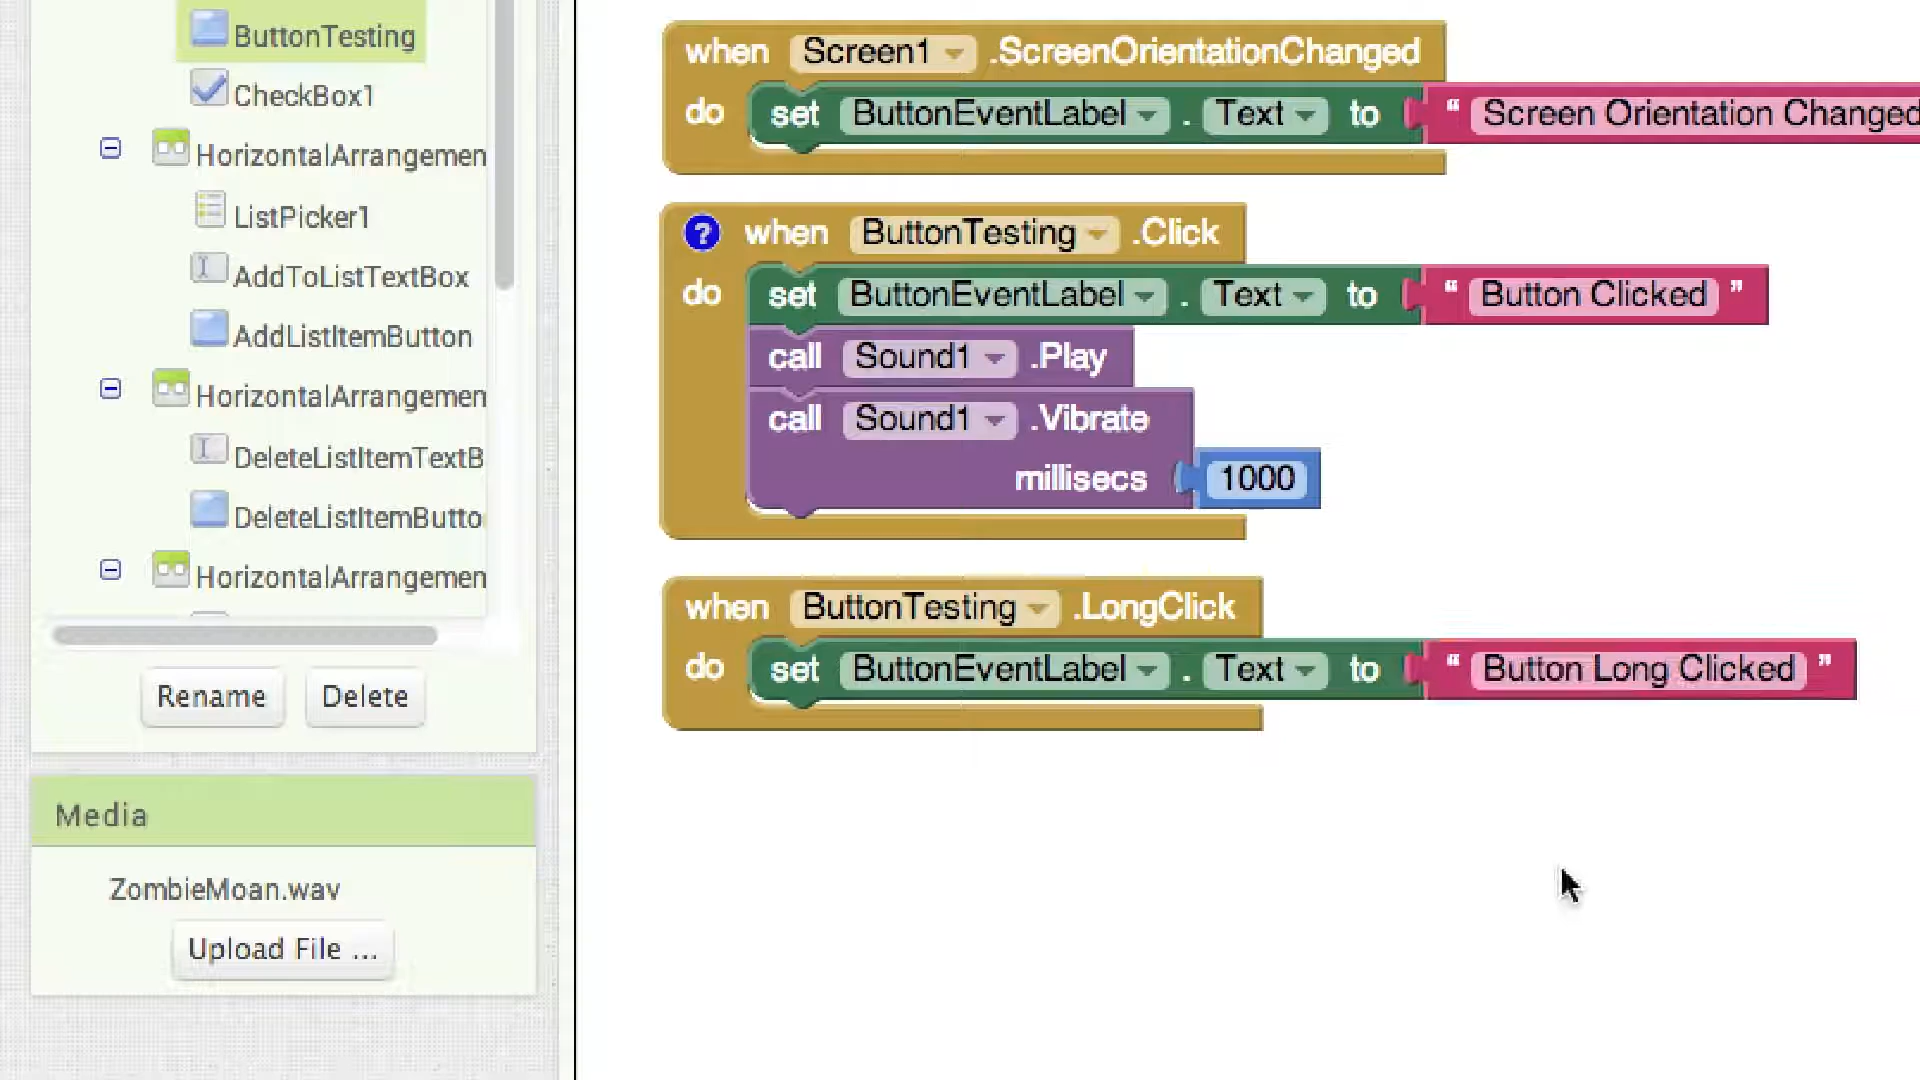 ButtonTesting
CheckBox1
HorizontalArrangemen
ListPicker1
AddToListTextBox
AddListItemButton
HorizontalArrangemen
DeleteListItemTextB
DeleteListItemButto
HorizontalArrangemen
Rename Delete
Media
ZombieMoan.wav
Upload File ...
when Screen1 .ScreenOrientationChanged
do set ButtonEventLabel . Text to “ Screen Orientation Changed
? when ButtonTesting .Click
do set ButtonEventLabel . Text to “ Button Clicked ”
call Sound1 .Play
call Sound1 .Vibrate
millisecs 1000
when ButtonTesting .LongClick
do set ButtonEventLabel . Text to “ Button Long Clicked ”